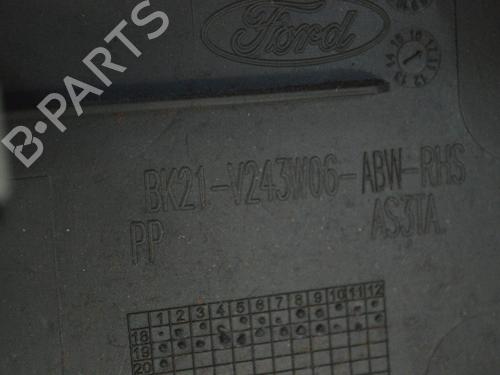 Ford
B-PARTS
BK21-V243W06-ABW-RHS
PP AS3TA.
1 2 3 4 5 6 7 8 9 10 11 12
18
19
20